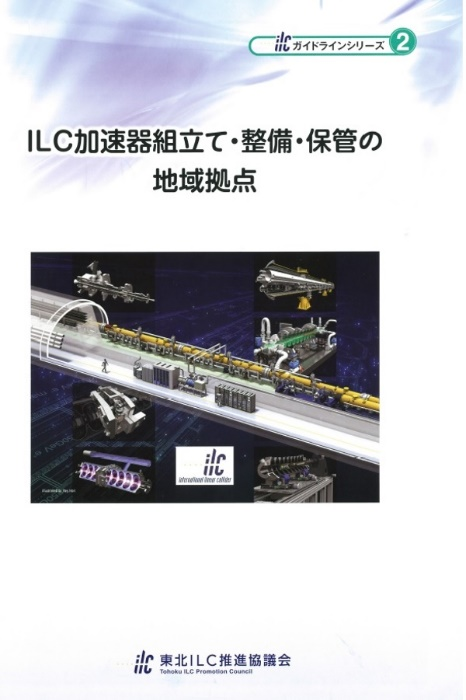 ilc ガイドラインシリーズ 2
ILC加速器組立て・整備・保管の
地域拠点
ilc
international linear collider
ilc 東北ILC推進協議会
Tohoku ILC Promotion Council